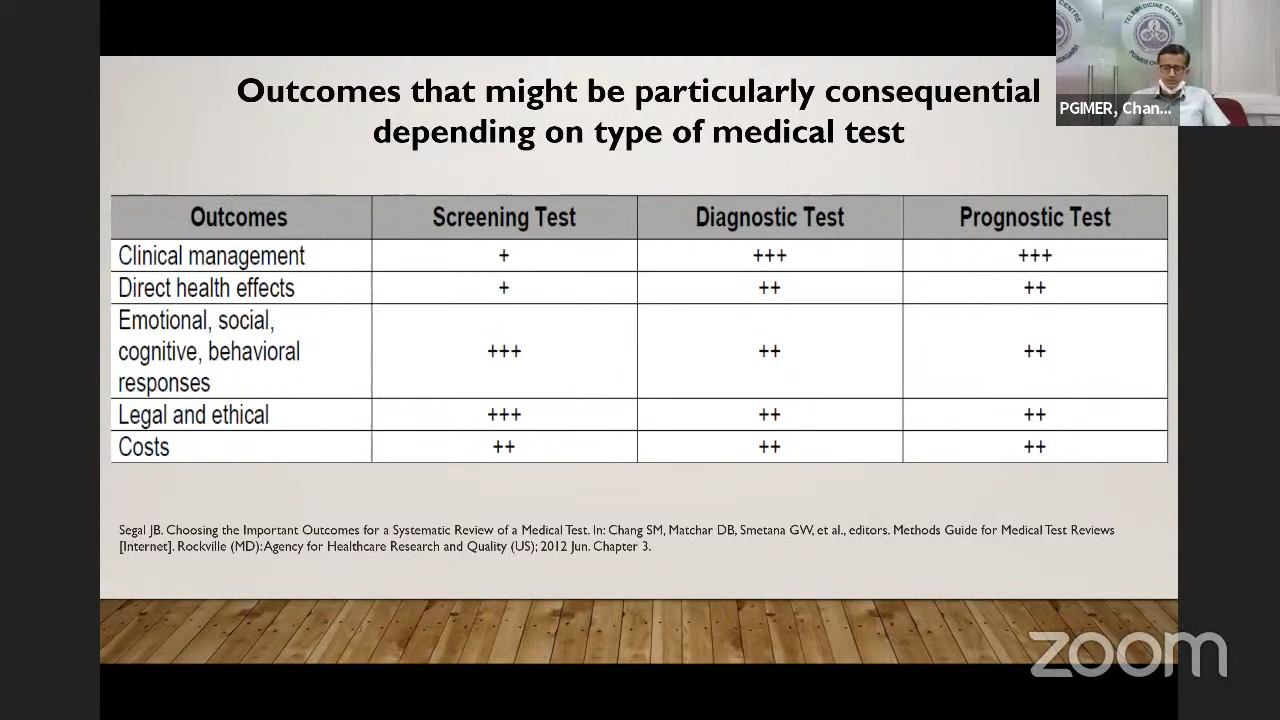 Outcomes that might be particularly consequential
depending on type of medical test
TELEMEDICINE CENTRE
PGIMER, Chan...
Outcomes Screening Test Diagnostic Test Prognostic Test
Clinical management + +++ +++
Direct health effects + ++ ++
Emotional, social,
cognitive, behavioral
responses
+++ ++ ++
Legal and ethical +++ ++ ++
Costs ++ ++ ++
Segal JB. Choosing the Important Outcomes for a Systematic Review of a Medical Test. In: Chang SM, Matchar DB, Smetana GW, et al., editors. Methods Guide for Medical Test Reviews
[Internet]. Rockville (MD): Agency for Healthcare Research and Quality (US); 2012 Jun. Chapter 3.
zoom